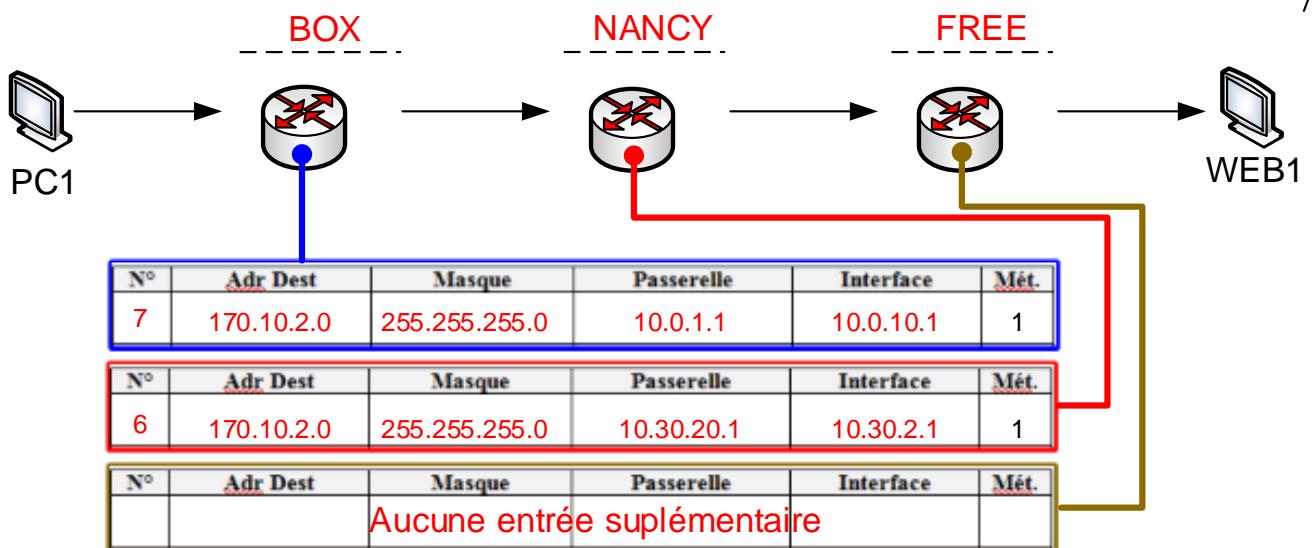 BOX NANCY FREE
PC1 WEB1
N° Adr Dest Masque Passerelle Interface Mét.
7 170.10.2.0 255.255.255.0 10.0.1.1 10.0.10.1 1
N° Adr Dest Masque Passerelle Interface Mét.
6 170.10.2.0 255.255.255.0 10.30.20.1 10.30.2.1 1
N° Adr Dest Masque Passerelle Interface Mét.
Aucune entrée suplémentaire